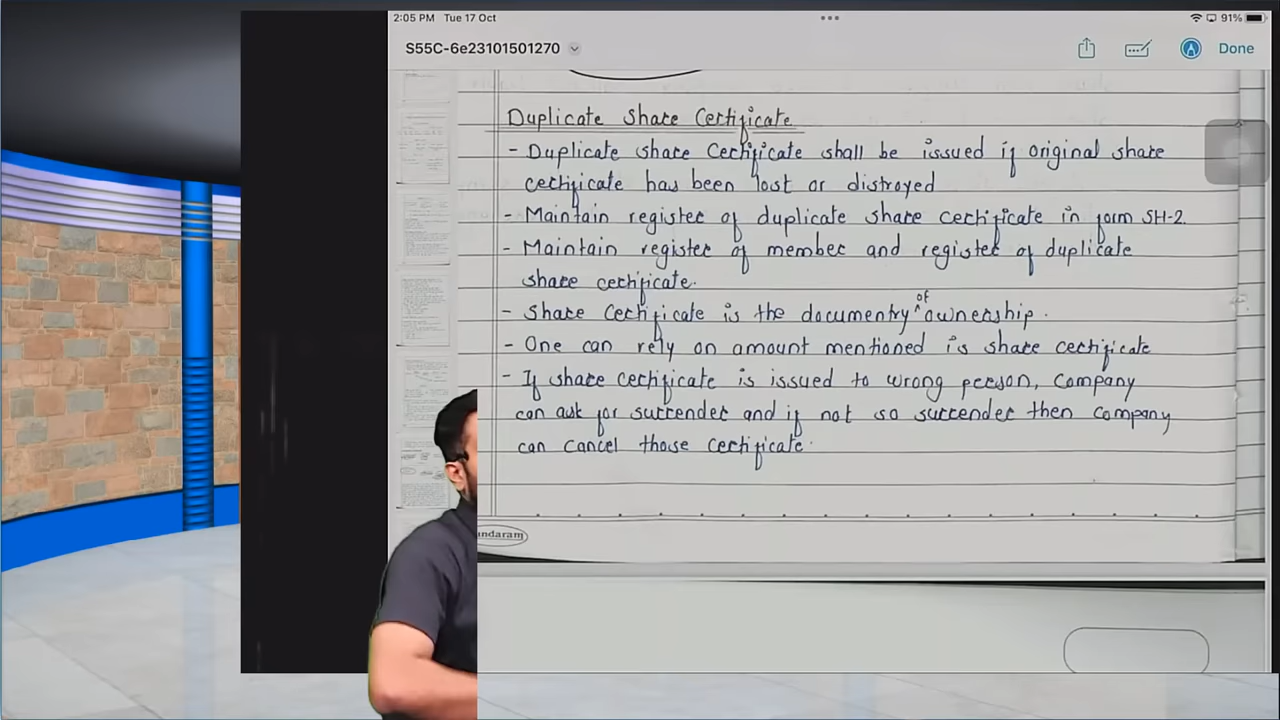 2:05 PM Tue 17 Oct
91%
S55C-6e23101501270
Done
Duplicate Share Certificate
- Duplicate share Certificate shall be issued if original share
certificate has been lost or distroyed
- Maintain register of duplicate share certificate in form SH-2.
- Maintain register of member and register of duplicate
share certificate.
- Share Certificate is the documentry of ownership.
- One can rely on amount mentioned is share certificate
- If share certificate is issued to wrong person, Company
can ask for surrender and if not so surrender then company
can cancel those certificate.
undaram